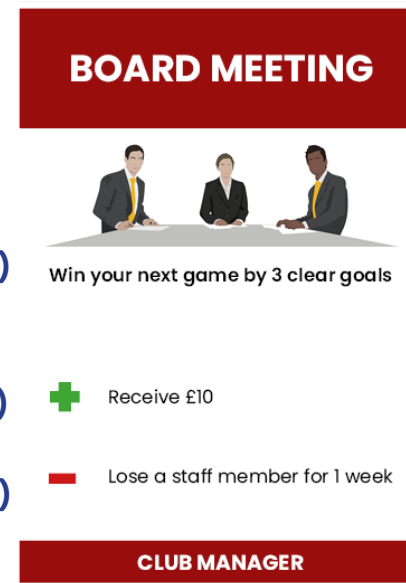 BOARD MEETING
)
Win your next game by 3 clear goals
)
Receive £10
)
Lose a staff member for 1 week
CLUB MANAGER